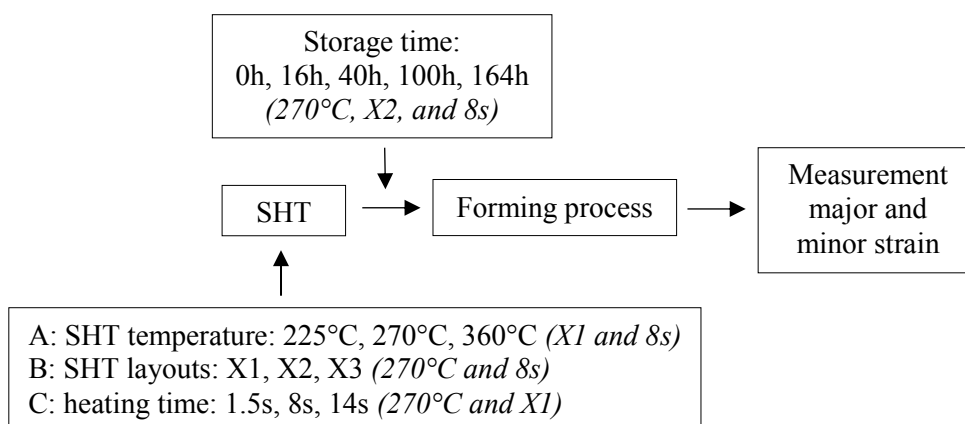 Storage time:
0h, 16h, 40h, 100h, 164h
(270°C, X2, and 8s)
SHT
Forming process
Measurement
major and
minor strain
A: SHT temperature: 225°C, 270°C, 360°C (X1 and 8s)
B: SHT layouts: X1, X2, X3 (270°C and 8s)
C: heating time: 1.5s, 8s, 14s (270°C and X1)